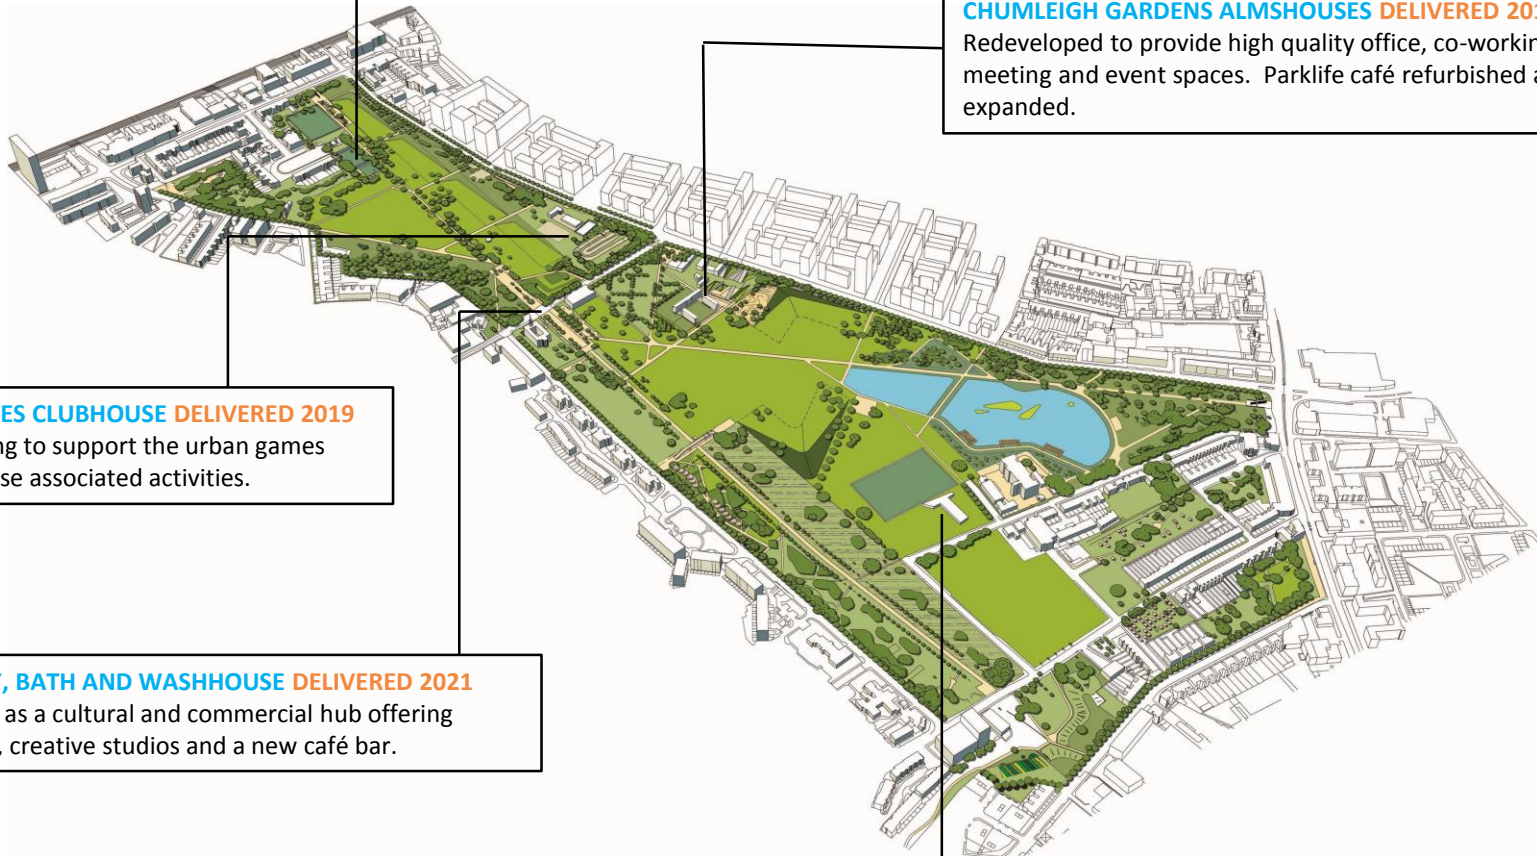 CHUMLEIGH GARDENS ALMSHOUSES DELIVERED 201
Redeveloped to provide high quality office, co-workin
meeting and event spaces. Parklife café refurbished a
expanded.
ES CLUBHOUSE DELIVERED 2019
ng to support the urban games
se associated activities.
, BATH AND WASHHOUSE DELIVERED 2021
as a cultural and commercial hub offering
, creative studios and a new café bar.